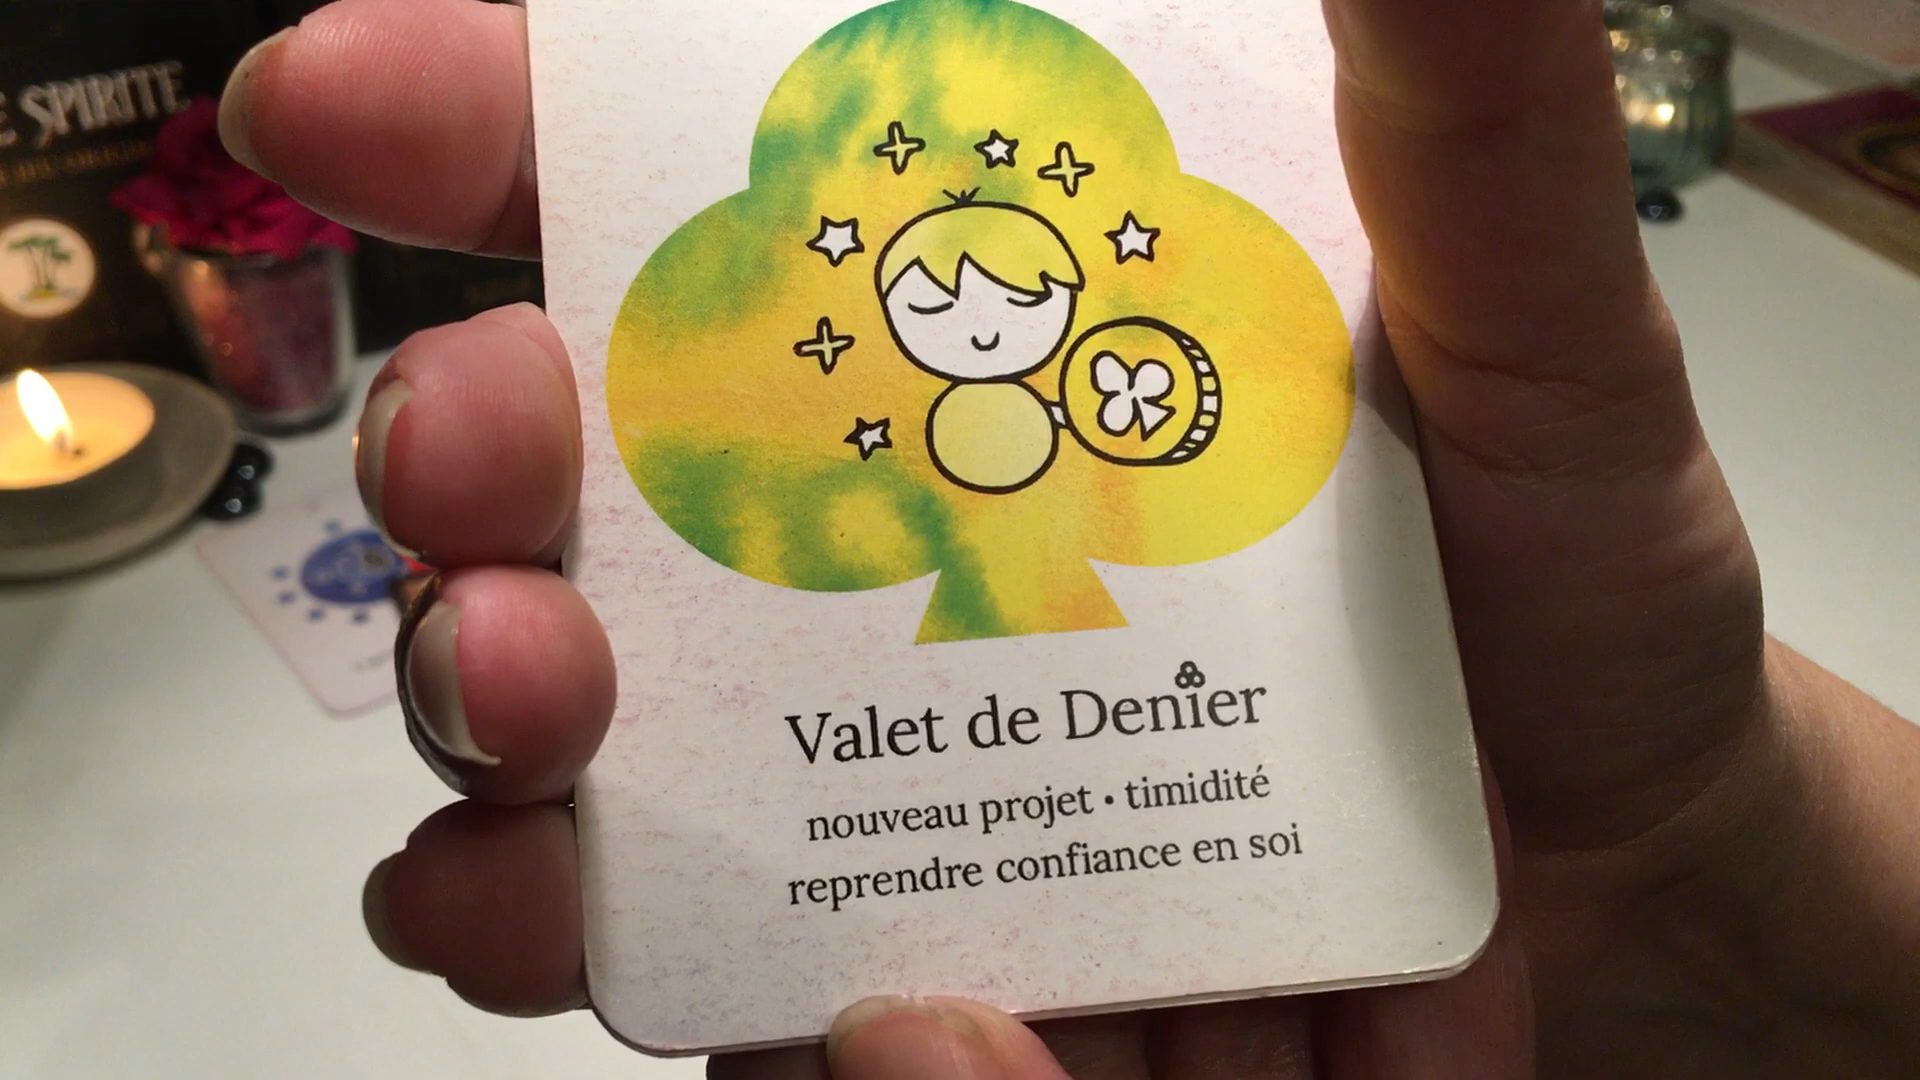 SPIRITE
Valet de Denier
nouveau projet • timidité
reprendre confiance en soi